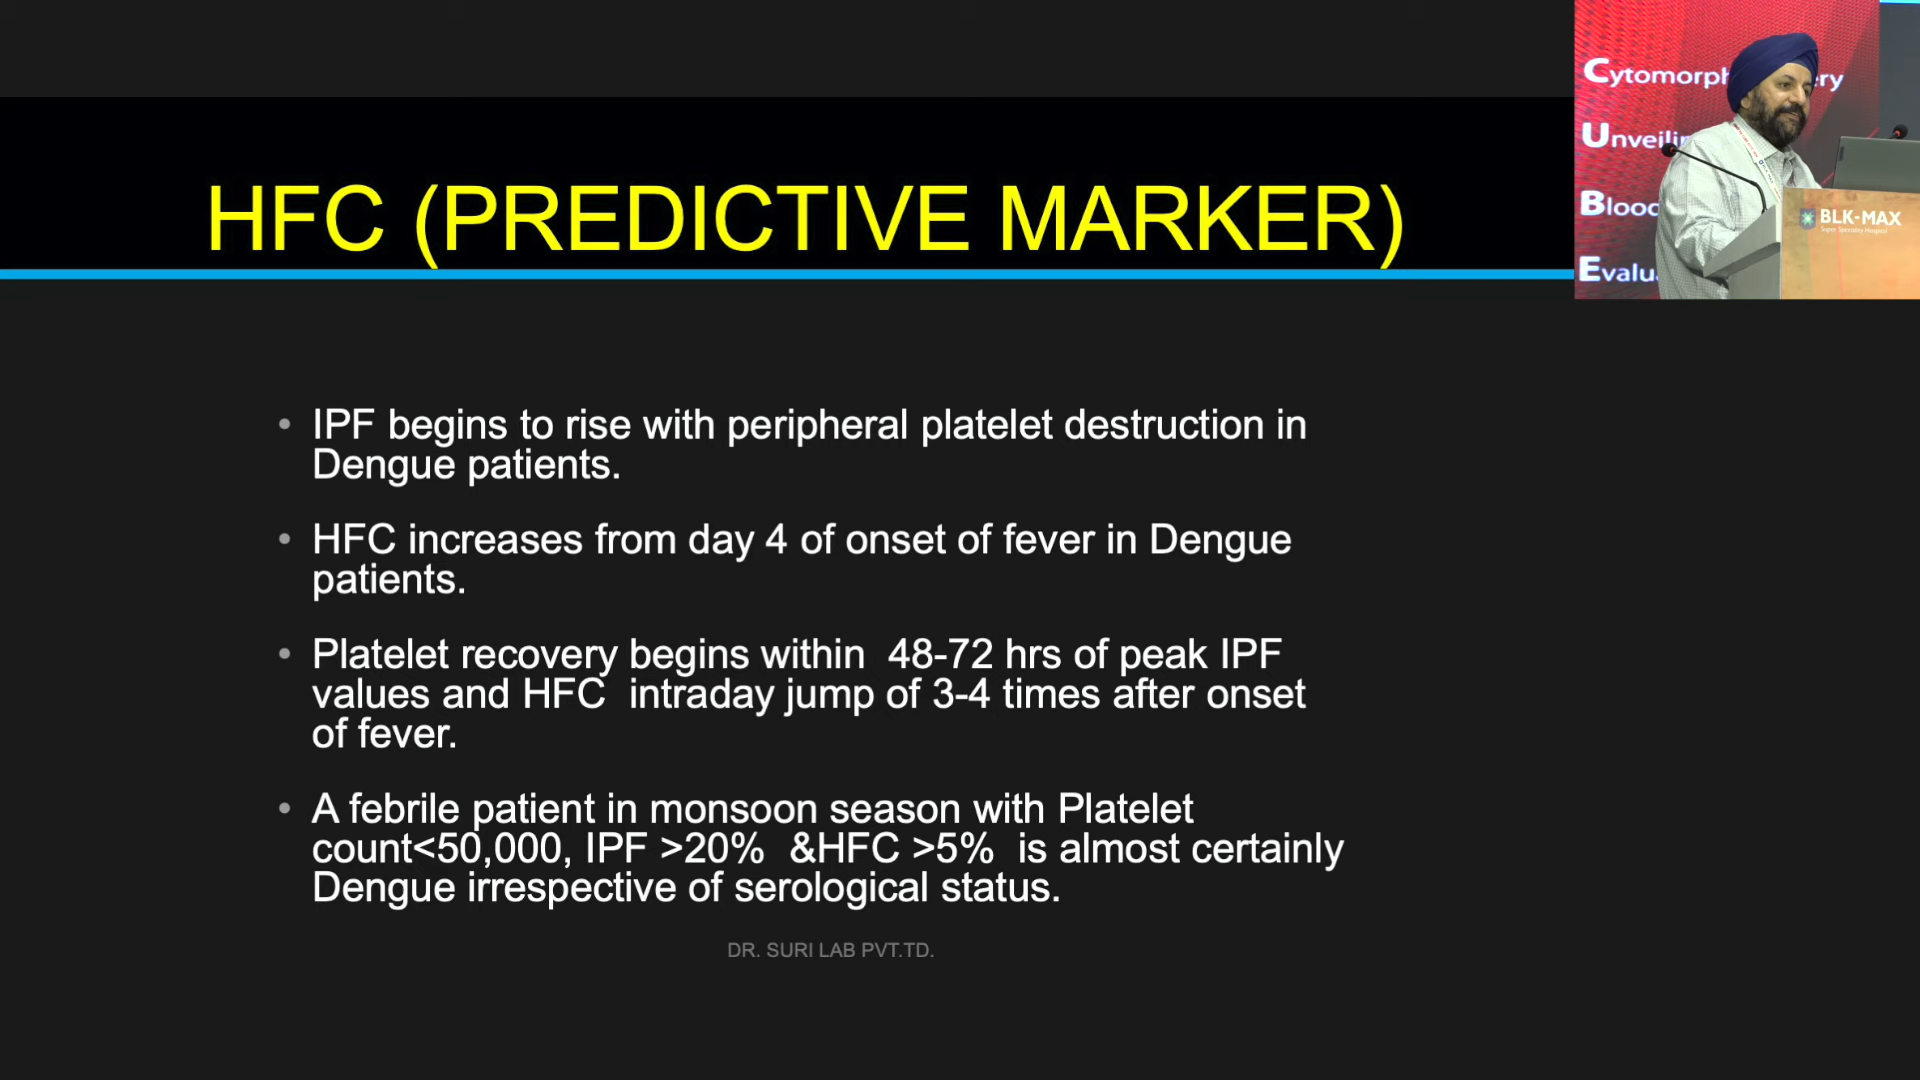 HFC (PREDICTIVE MARKER)
• IPF begins to rise with peripheral platelet destruction in
Dengue patients.
• HFC increases from day 4 of onset of fever in Dengue
patients.
• Platelet recovery begins within 48-72 hrs of peak IPF
values and HFC intraday jump of 3-4 times after onset
of fever.
• A febrile patient in monsoon season with Platelet
count<50,000, IPF >20% &HFC >5% is almost certainly
Dengue irrespective of serological status.
DR. SURI LAB PVT.TD.
BLK-MAX
Super Speciality Hospital